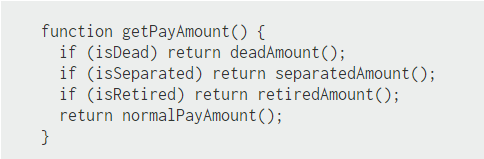 function getPayAmount() {
  if (isDead) return deadAmount();
  if (isSeparated) return separatedAmount();
  if (isRetired) return retiredAmount();
  return normalPayAmount();
}